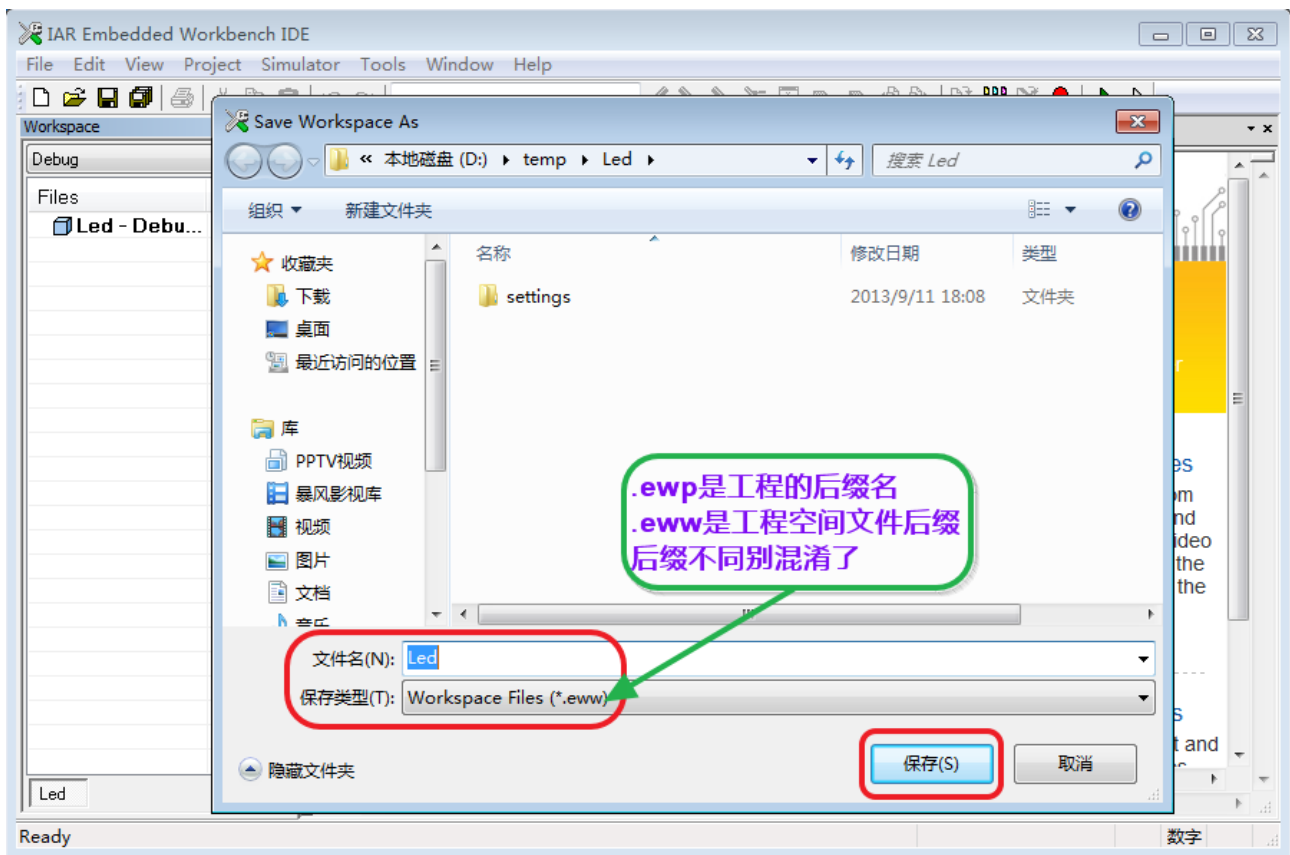 IAR Embedded Workbench IDE
File Edit View Project Simulator Tools Window Help
Workspace
Debug
Files
Led - Debu...
Led
Ready
数字
Save Workspace As
« 本地磁盘 (D:) ▸ temp ▸ Led ▸
搜索 Led
组织 新建文件夹
收藏夹
下载
桌面
最近访问的位置
库
PPTV视频
暴风影视库
视频
图片
文档
音乐
名称 修改日期 类型
settings 2013/9/11 18:08 文件夹
.ewp是工程的后缀名
.eww是工程空间文件后缀
后缀不同别混淆了
文件名(N): Led
保存类型(T): Workspace Files (*.eww)
隐藏文件夹
保存(S) 取消
the
the
and